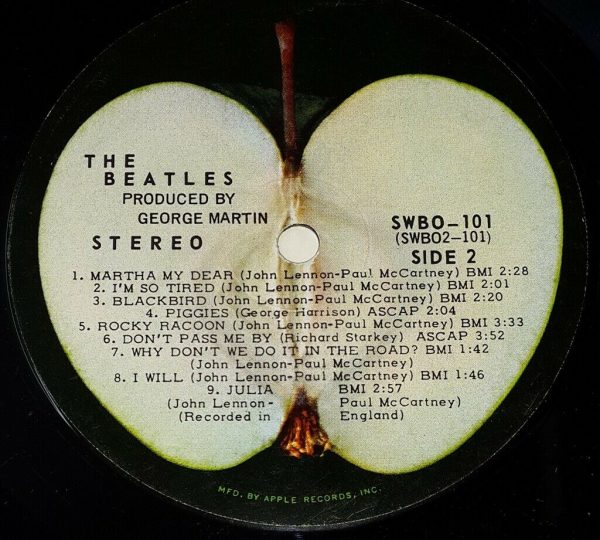 THE
BEATLES
PRODUCED BY
GEORGE MARTIN
STEREO
SWBO-101
(SWBO2-101)
SIDE 2
1. MARTHA MY DEAR (John Lennon-Paul McCartney) BMI 2:28
2. I'M SO TIRED (John Lennon-Paul McCartney) BMI 2:01
3. BLACKBIRD (John Lennon-Paul McCartney) BMI 2:20
4. PIGGIES (George Harrison) ASCAP 2:04
5. ROCKY RACOON (John Lennon-Paul McCartney) BMI 3:33
6. DON'T PASS ME BY (Richard Starkey) ASCAP 3:52
7. WHY DON'T WE DO IT IN THE ROAD? BMI 1:42
(John Lennon-Paul McCartney)
8. I WILL (John Lennon-Paul McCartney) BMI 1:46
9. JULIA BMI 2:57
(John Lennon- Paul McCartney)
(Recorded in England)
MFD. BY APPLE RECORDS, INC.